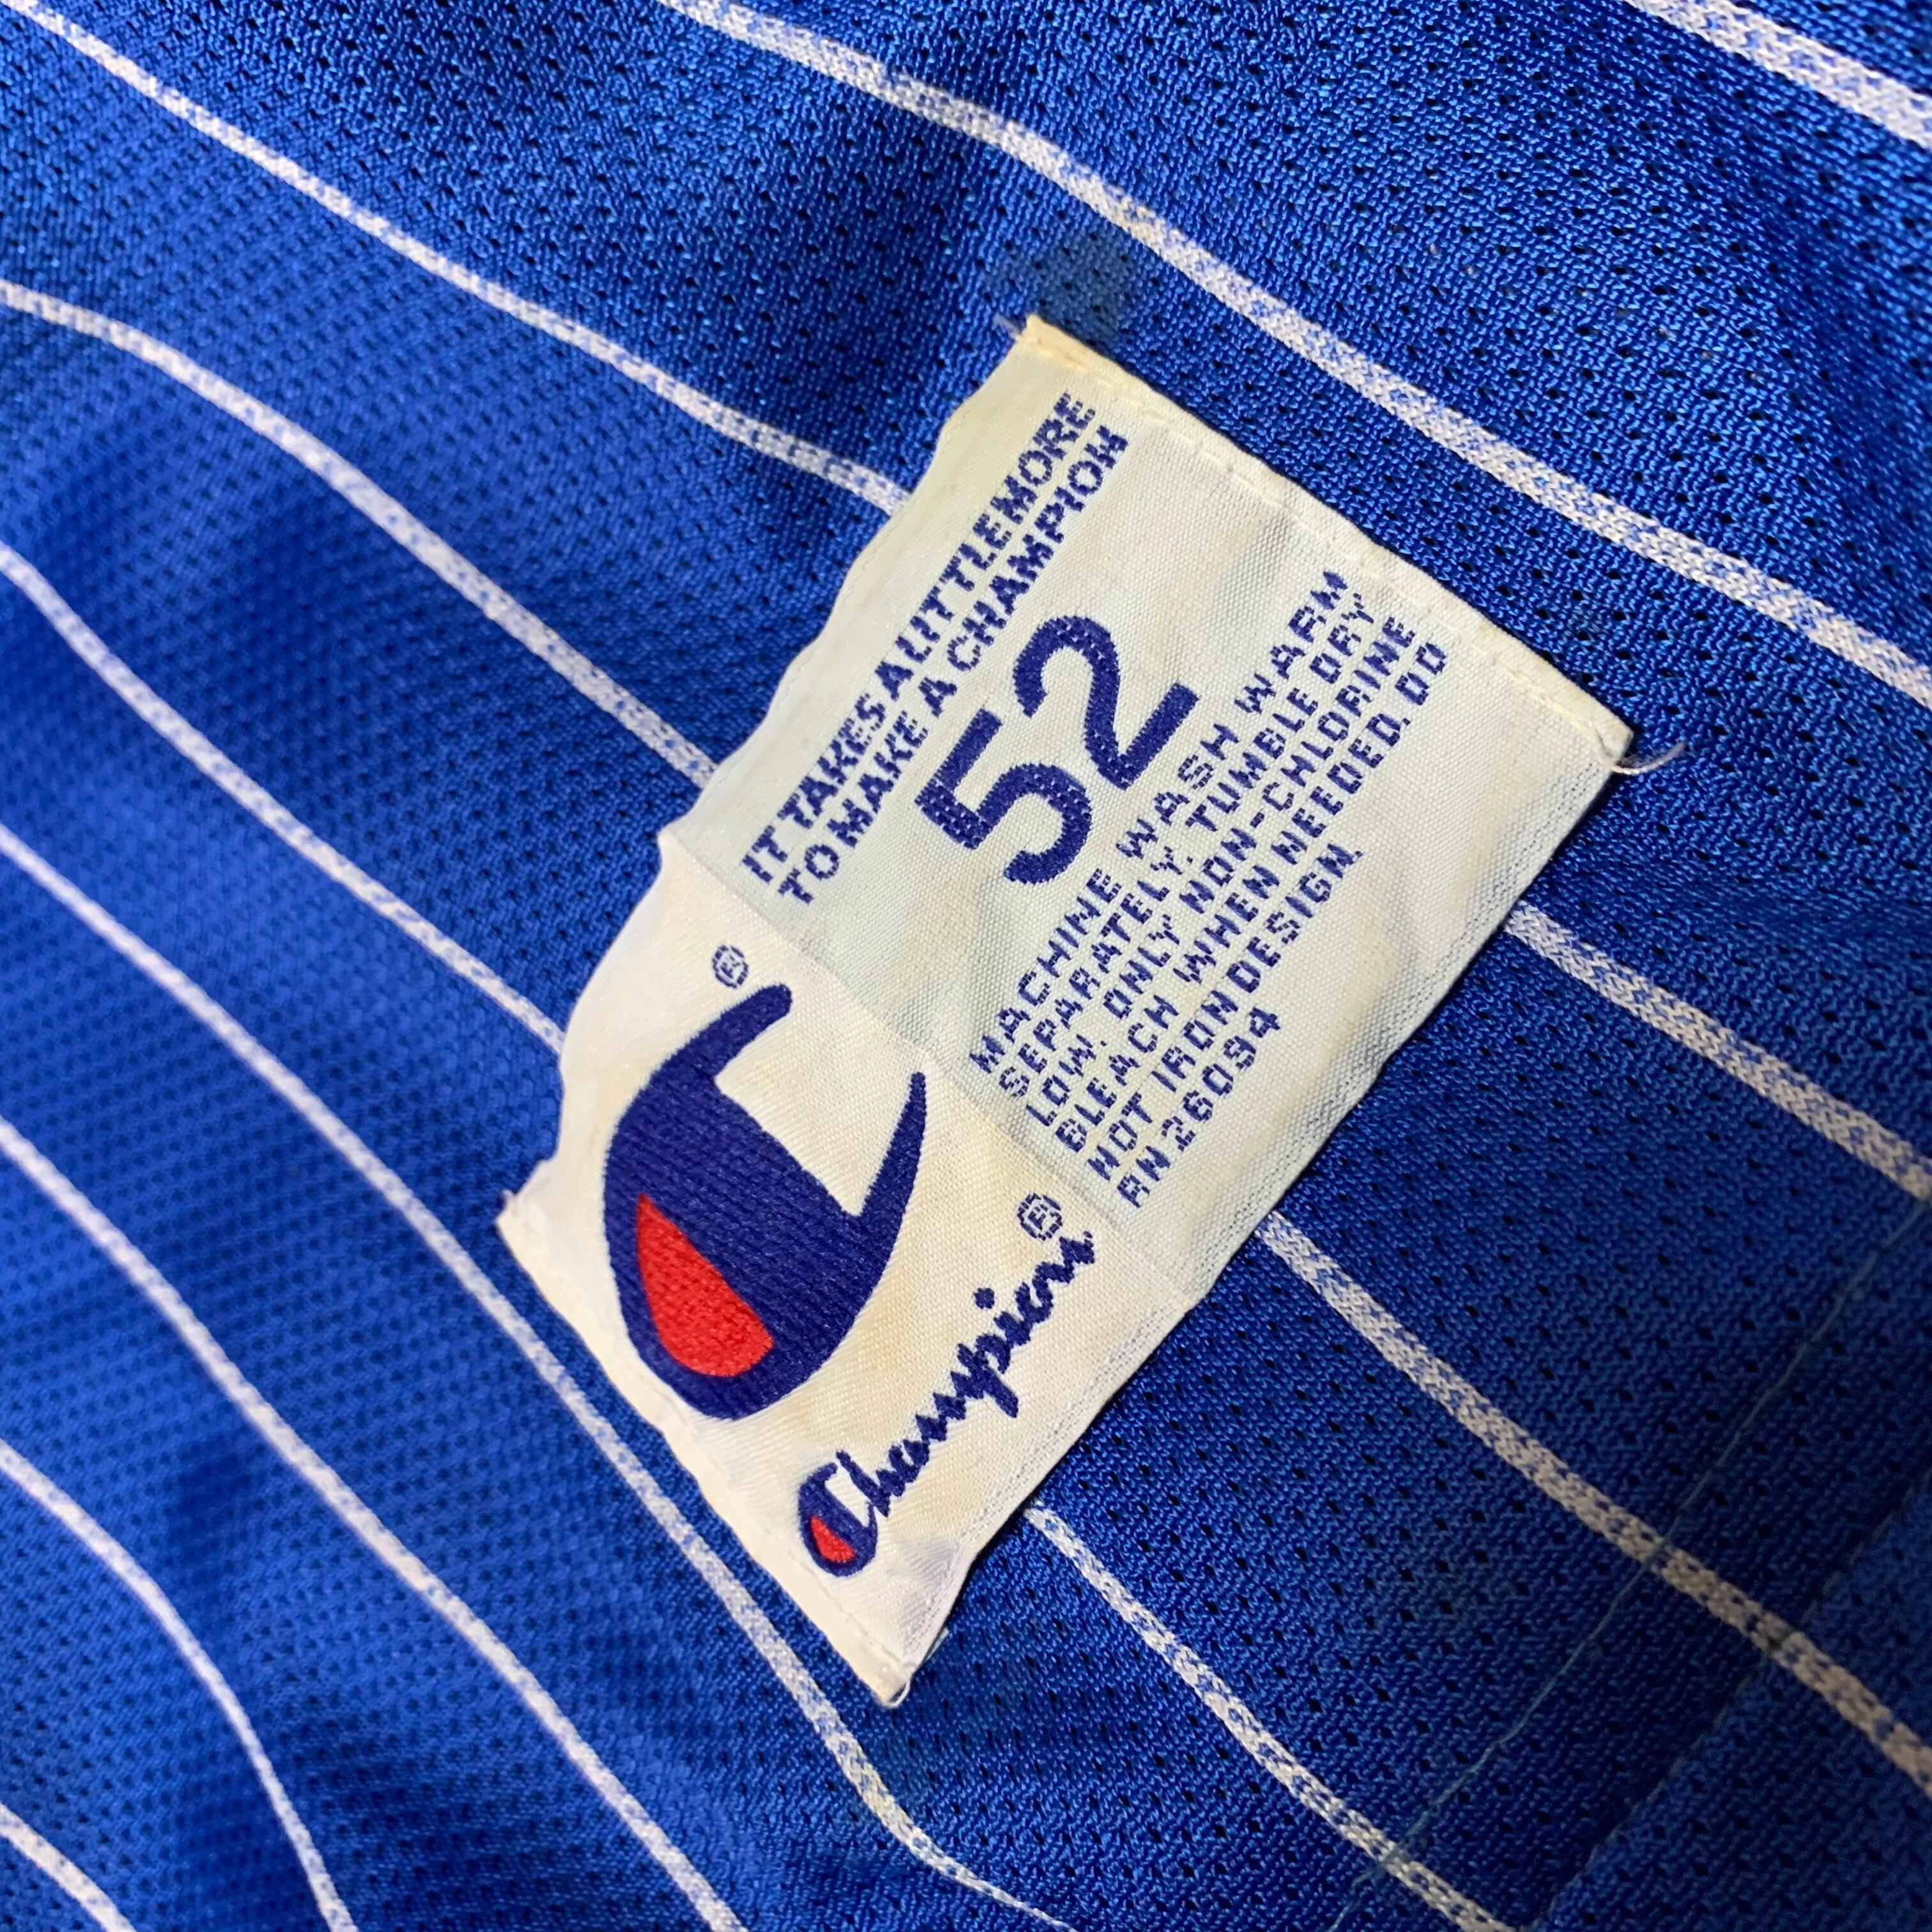 IT TAKES A LITTLE MORE
TO MAKE A CHAMPION
52
MACHINE WASH WARM
SEPARATELY. TUMBLE DRY
LOW. ONLY NON-CHLORINE
BLEACH WHEN NEEDED. DO
NOT IRON DESIGN.
RN 26094
®
Champion®